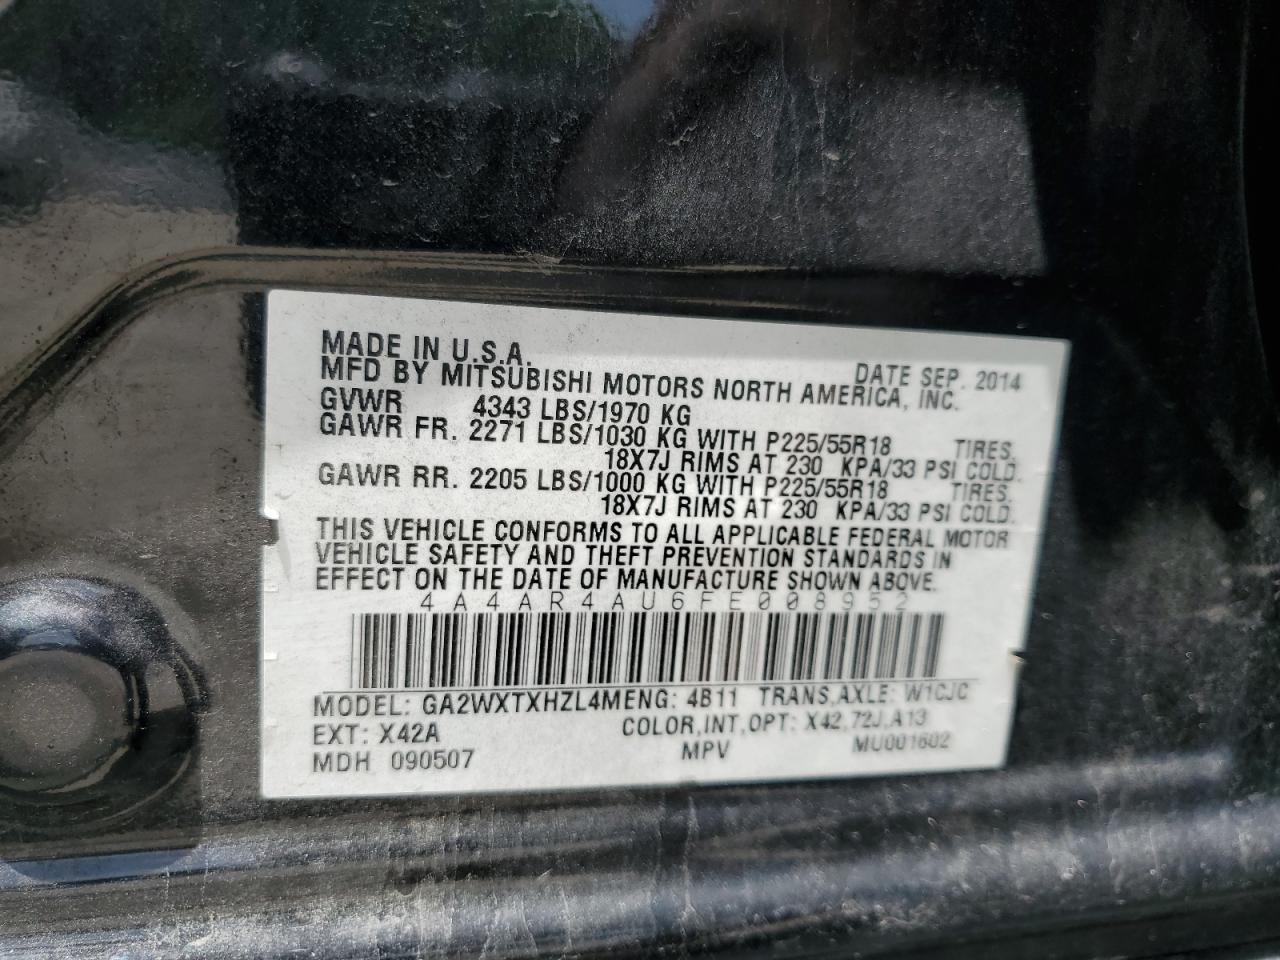 MADE IN U.S.A. DATE SEP. 2014
MFD BY MITSUBISHI MOTORS NORTH AMERICA, INC.
GVWR 4343 LBS/1970 KG
GAWR FR. 2271 LBS/1030 KG WITH P225/55R18 TIRES.
18X7J RIMS AT 230 KPA/33 PSI COLD.
GAWR RR. 2205 LBS/1000 KG WITH P225/55R18 TIRES.
18X7J RIMS AT 230 KPA/33 PSI COLD.
THIS VEHICLE CONFORMS TO ALL APPLICABLE FEDERAL MOTOR
VEHICLE SAFETY AND THEFT PREVENTION STANDARDS IN
EFFECT ON THE DATE OF MANUFACTURE SHOWN ABOVE.
4A4AR4AU6FE008952
MODEL: GA2WXTXHZL4MENG: 4B11 TRANS,AXLE: W1CJC
EXT: X42A COLOR,INT,OPT: X42,72J,A13
MDH 090507 MPV MU001602